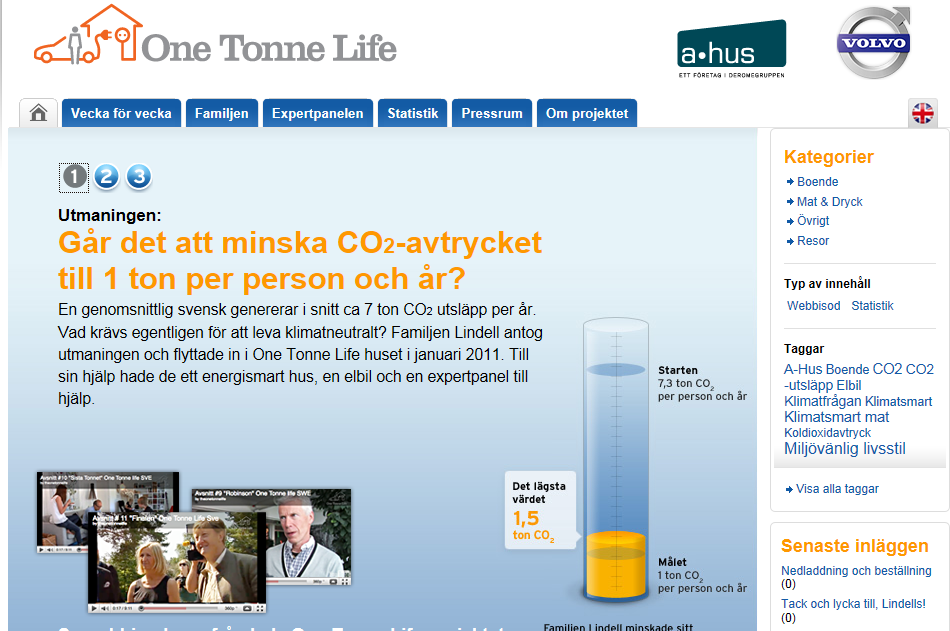 One Tonne Life
a•hus
ETT FÖRETAG I DEROMEGRUPPEN
VOLVO
Vecka för vecka
Familjen
Expertpanelen
Statistik
Pressrum
Om projektet
1 2 3
Utmaningen:
Går det att minska CO2-avtrycket
till 1 ton per person och år?
En genomsnittlig svensk genererar i snitt ca 7 ton CO2 utsläpp per år.
Vad krävs egentligen för att leva klimatneutralt? Familjen Lindell antog
utmaningen och flyttade in i One Tonne Life huset i januari 2011. Till
sin hjälp hade de ett energismart hus, en elbil och en expertpanel till
hjälp.
Avsnitt #10 "Sista Tonnet" One Tonne life SVE
Avsnitt # 9 "Robinson" One Tonne life SWE
Avsnitt # 11 "Finalen" One Tonne Life Sve
Starten
7,3 ton CO2
per person och år
Det lägsta
värdet
1,5
ton CO2
Målet
1 ton CO2
per person och år
Familjen Lindell minskade sitt
Kategorier
Boende
Mat & Dryck
Övrigt
Resor
Typ av innehåll
Webbisod Statistik
Taggar
A-Hus Boende CO2 CO2
-utsläpp Elbil
Klimatfrågan Klimatsmart
Klimatsmart mat
Koldioxidavtryck
Miljövänlig livsstil
Visa alla taggar
Senaste inläggen
Nedladdning och beställning
(0)
Tack och lycka till, Lindells!
(0)